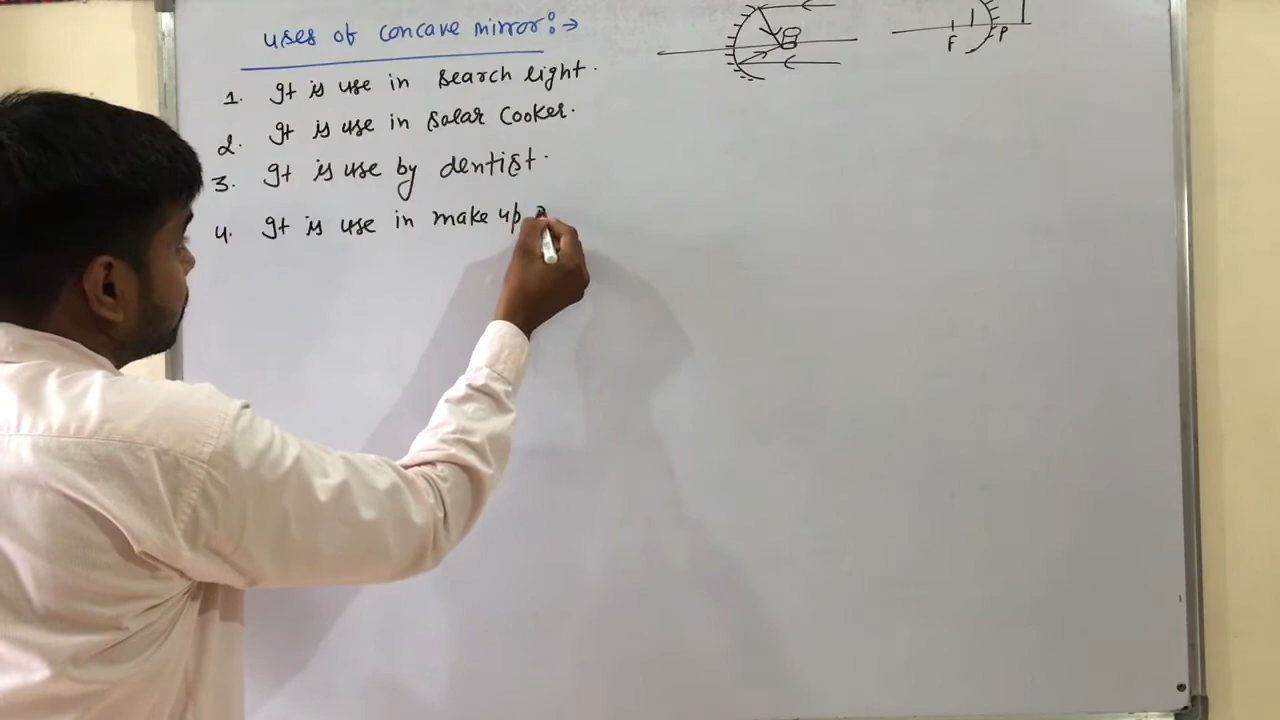 uses of concave mirror:→
1. It is use in search light.
2. It is use in solar cooker.
3. It is use by dentist.
4. It is use in make up
F P